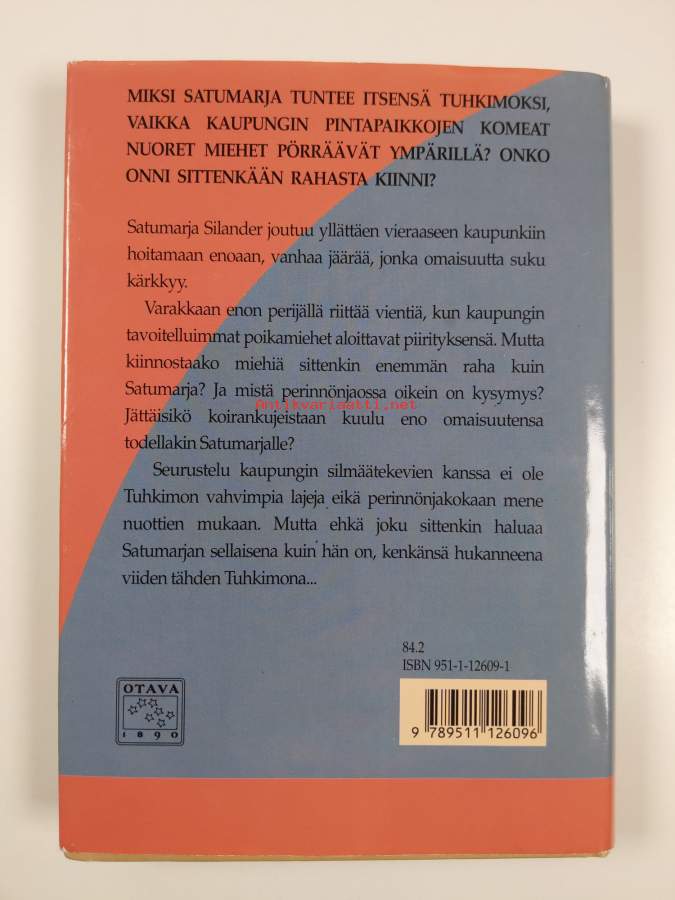 MIKSI SATUMARJA TUNTEE ITSENSÄ TUHKIMOKSI,
VAIKKA KAUPUNGIN PINTAPAIKKOJEN KOMEAT
NUORET MIEHET PÖRRÄÄVÄT YMPÄRILLÄ? ONKO
ONNI SITTENKÄÄN RAHASTA KIINNI?
Satumarja Silander joutuu yllättäen vieraaseen kaupunkiin
hoitamaan enoaan, vanhaa jäärää, jonka omaisuutta suku
kärkkyy.
Varakkaan enon perijällä riittää vientiä, kun kaupungin
tavoitelluimmat poikamiehet aloittavat piirityksensä. Mutta
kiinnostaako miehiä sittenkin enemmän raha kuin
Satumarja? Ja mistä perinnönjaossa oikein on kysymys?
Antikvariaatti.net
Jättäisikö koirankujeistaan kuulu eno omaisuutensa
todellakin Satumarjalle?
Seurustelu kaupungin silmäätekevien kanssa ei ole
Tuhkimon vahvimpia lajeja eikä perinnönjakokaan mene
nuottien mukaan. Mutta ehkä joku sittenkin haluaa
Satumarjan sellaisena kuin hän on, kenkänsä hukanneena
viiden tähden Tuhkimona...
84.2
ISBN 951-1-12609-1
OTAVA
1890
9 789511 126096